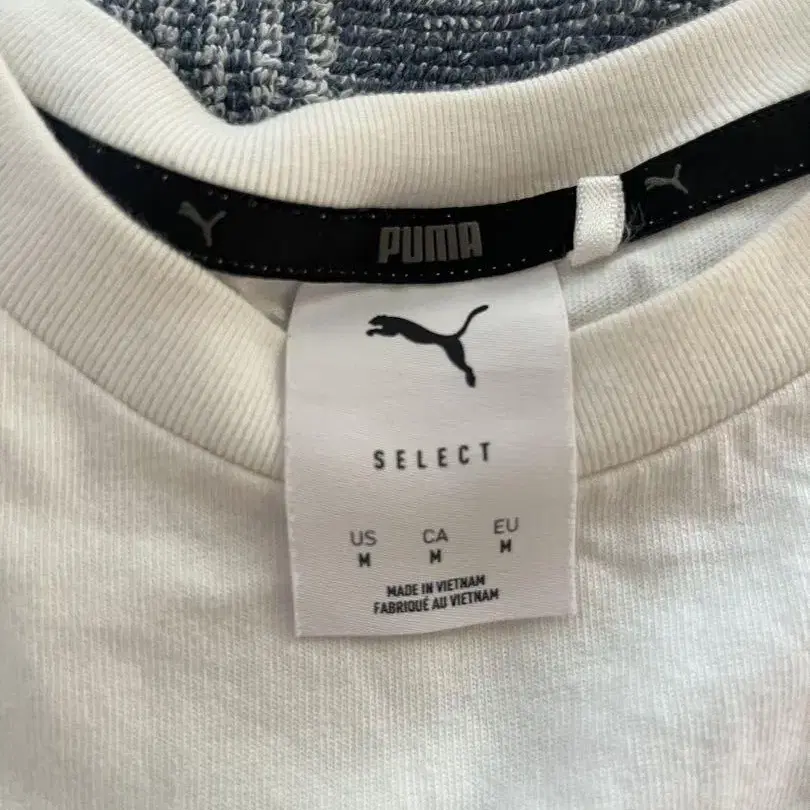 PUMA
SELECT
US CA EU
M M M
MADE IN VIETNAM
FABRIQUÉ AU VIETNAM